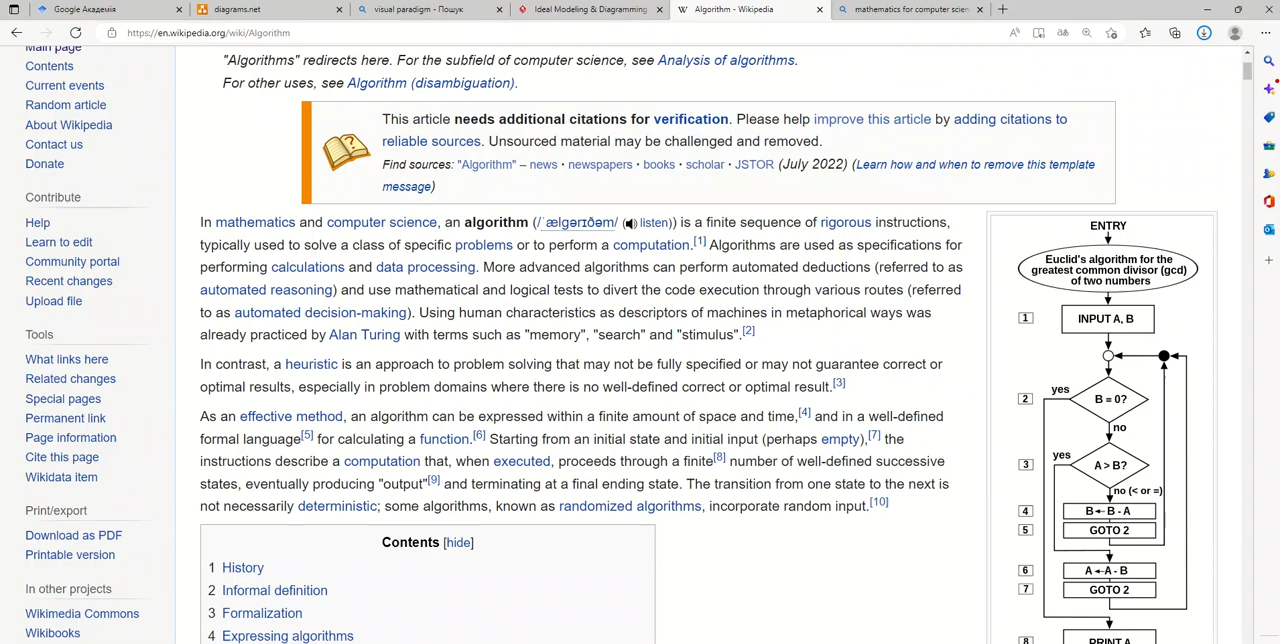 Google Академія
diagrams.net
visual paradigm - Пошук
Ideal Modeling & Diagramming
Algorithm - Wikipedia
mathematics for computer scien
https://en.wikipedia.org/wiki/Algorithm
Main page
Contents
Current events
Random article
About Wikipedia
Contact us
Donate
Contribute
Help
Learn to edit
Community portal
Recent changes
Upload file
Tools
What links here
Related changes
Special pages
Permanent link
Page information
Cite this page
Wikidata item
Print/export
Download as PDF
Printable version
In other projects
Wikimedia Commons
Wikibooks
"Algorithms" redirects here. For the subfield of computer science, see Analysis of algorithms.
For other uses, see Algorithm (disambiguation).
This article needs additional citations for verification. Please help improve this article by adding citations to
reliable sources. Unsourced material may be challenged and removed.
Find sources: "Algorithm" – news · newspapers · books · scholar · JSTOR (July 2022) (Learn how and when to remove this template
message)
In mathematics and computer science, an algorithm (/ˈælɡərɪðəm/ (listen)) is a finite sequence of rigorous instructions,
typically used to solve a class of specific problems or to perform a computation.[1] Algorithms are used as specifications for
performing calculations and data processing. More advanced algorithms can perform automated deductions (referred to as
automated reasoning) and use mathematical and logical tests to divert the code execution through various routes (referred
to as automated decision-making). Using human characteristics as descriptors of machines in metaphorical ways was
already practiced by Alan Turing with terms such as "memory", "search" and "stimulus".[2]
In contrast, a heuristic is an approach to problem solving that may not be fully specified or may not guarantee correct or
optimal results, especially in problem domains where there is no well-defined correct or optimal result.[3]
As an effective method, an algorithm can be expressed within a finite amount of space and time,[4] and in a well-defined
formal language[5] for calculating a function.[6] Starting from an initial state and initial input (perhaps empty),[7] the
instructions describe a computation that, when executed, proceeds through a finite[8] number of well-defined successive
states, eventually producing "output"[9] and terminating at a final ending state. The transition from one state to the next is
not necessarily deterministic; some algorithms, known as randomized algorithms, incorporate random input.[10]
Contents [hide]
1 History
2 Informal definition
3 Formalization
4 Expressing algorithms
ENTRY
Euclid's algorithm for the
greatest common divisor (gcd)
of two numbers
1 INPUT A, B
yes
2 B = 0?
no
yes
3 A > B?
no (< or =)
4 B ← B - A
5 GOTO 2
6 A ← A - B
7 GOTO 2
8 PRINT A